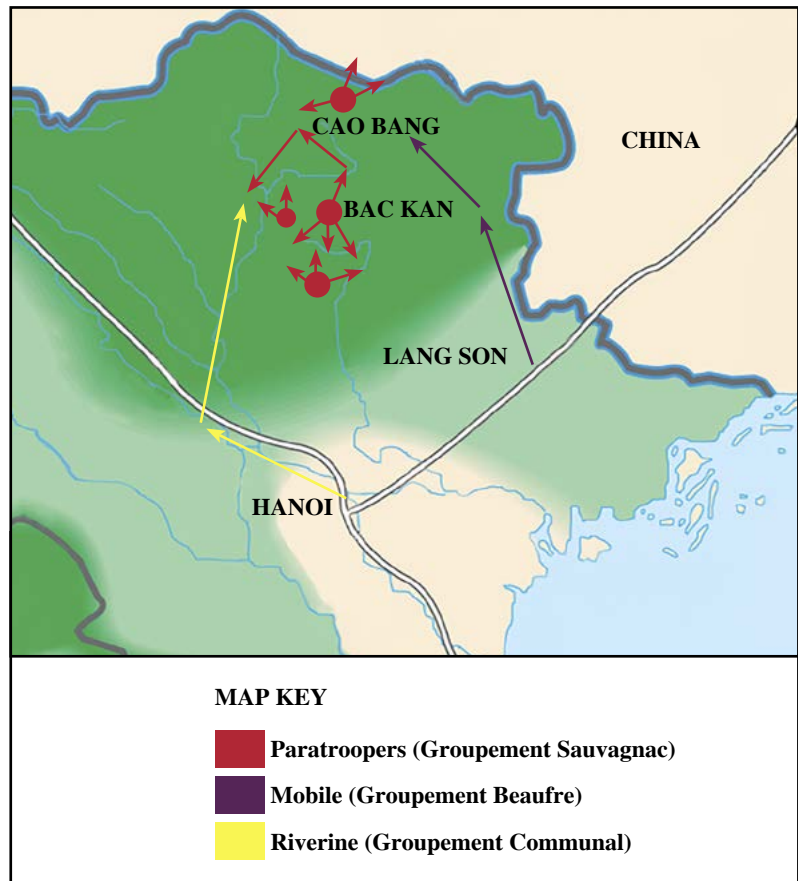 CAO BANG
CHINA
BAC KAN
LANG SON
HANOI
MAP KEY
Paratroopers (Groupement Sauvagnac)
Mobile (Groupement Beaufre)
Riverine (Groupement Communal)